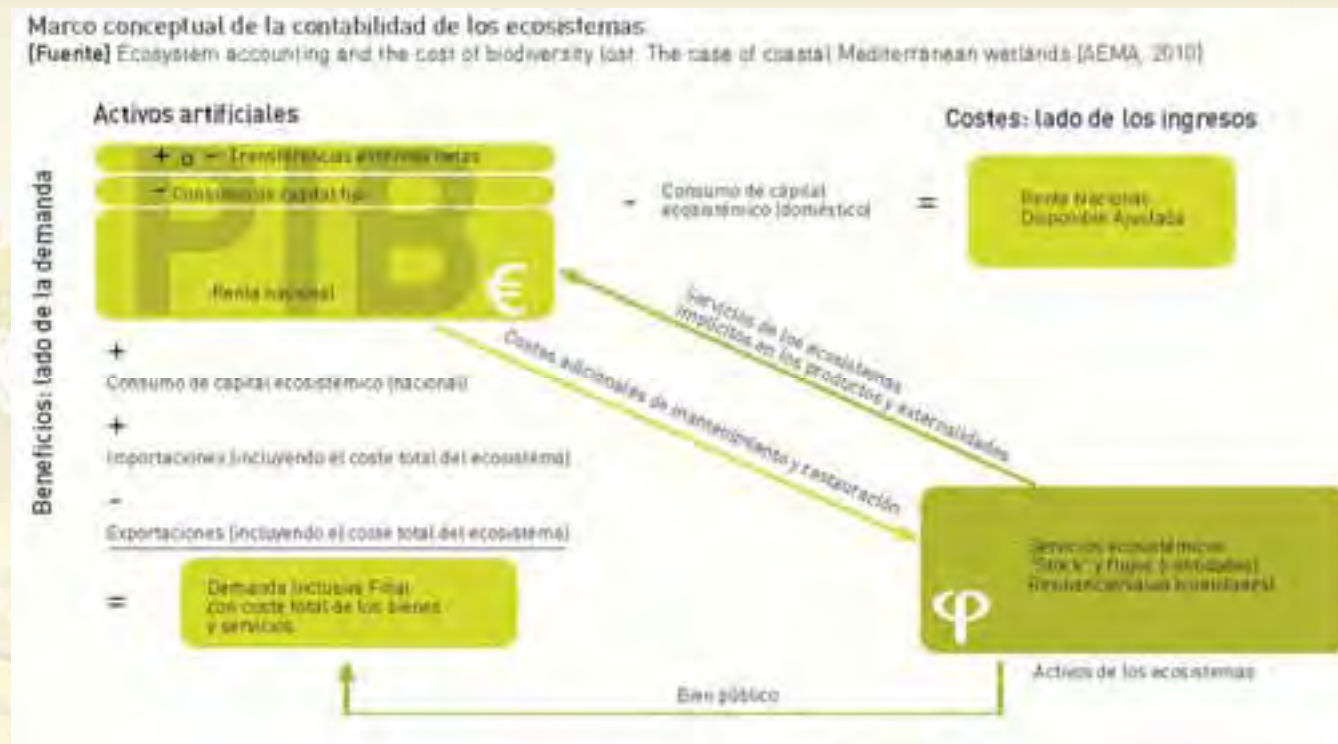 Marco conceptual de la contabilidad de los ecosistemas
[Fuente] Ecosystem accounting and the cost of biodiversity lost. The case of coastal Mediterranean wetlands (AEMA, 2010)
Activos artificiales
Costes: lado de los ingresos
Beneficios: lado de la demanda
PIB
+ o - Transferencias externas netas
- Consumo capital fijo
Renta nacional
€
-
Consumo de cápital
ecosistémico (doméstico)
=
Renta Nacional
Disponible Ajustada
+
Consumo de capital ecosistémico (nacional)
+
Importaciones (incluyendo el coste total del ecosistema)
-
Exportaciones (incluyendo el coste total del ecosistema)
=
Demanda Inclusiva Final
con coste total de los bienes
y servicios
Servicios de los ecosistemas
implícitos en los productos y externalidades
Costes adicionales de mantenimiento y restauración
Servicios ecosistémicos
"Stock" y flujos (cantidades)
φ
Activos de los ecosistemas
Bien público